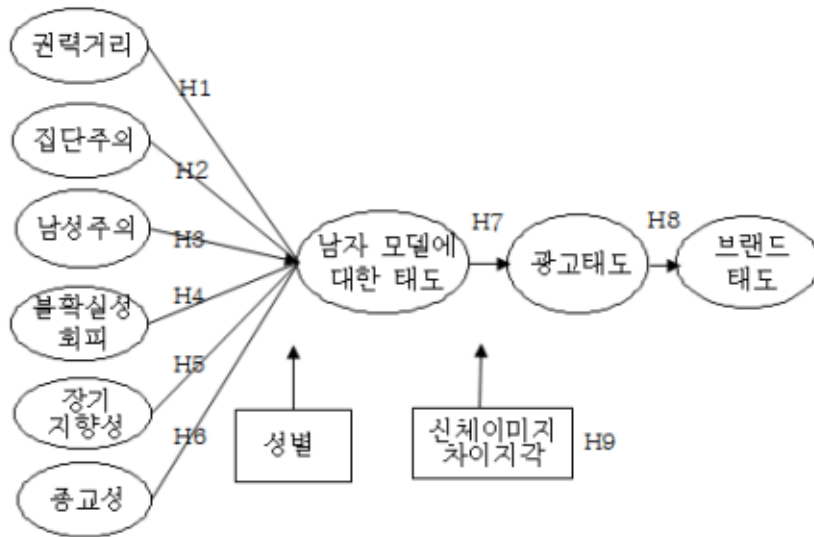 권력거리
H1
집단주의
H2
남성주의
H3
불확실성
회피
H4
장기
지향성
H5
종교성
H6
남자 모델에
대한 태도
H7
광고태도
H8
브랜드
태도
성별
신체이미지
차이지각
H9